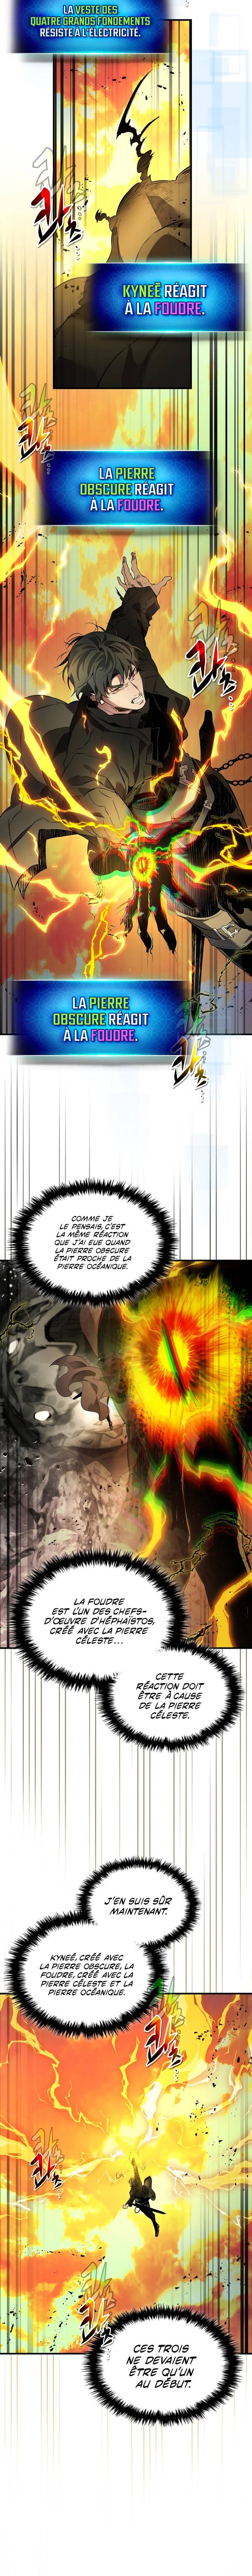 LA VESTE DES
QUATRE GRANDS FONDEMENTS
RÉSISTE À L'ÉLECTRICITÉ.
KYNEË RÉAGIT
À LA FOUDRE.
LA PIERRE
OBSCURE RÉAGIT
À LA FOUDRE.
LA PIERRE
OBSCURE RÉAGIT
À LA FOUDRE.
COMME JE
LE PENSAIS, C'EST
LA MÊME RÉACTION
QUE J'AI EUE QUAND
LA PIERRE OBSCURE
ÉTAIT PROCHE DE LA
PIERRE OCÉANIQUE.
LA FOUDRE
EST L'UN DES CHEFS-
D'ŒUVRE D'HÉPHAÏSTOS,
CRÉÉ AVEC LA PIERRE
CÉLESTE...
CETTE
RÉACTION DOIT
ÊTRE À CAUSE
DE LA PIERRE
CÉLESTE.
J'EN SUIS SÛR
MAINTENANT.
KYNEË, CRÉÉ AVEC
LA PIERRE OBSCURE, LA
FOUDRE, CRÉÉ AVEC LA
PIERRE CÉLESTE ET LA
PIERRE OCÉANIQUE.
CES TROIS
NE DEVAIENT
ÊTRE QU'UN
AU DÉBUT.